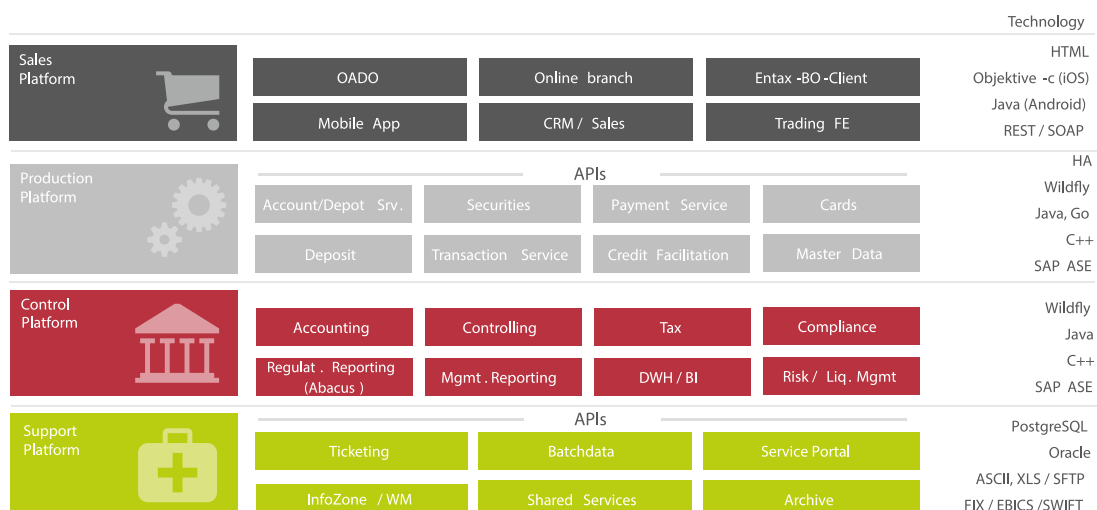 Technology
Sales
Platform
OADO
Online branch
Entax -BO -Client
Mobile App
CRM / Sales
Trading FE
HTML
Objektive -c (iOS)
Java (Android)
REST / SOAP
Production
Platform
APIs
Account/Depot Srv.
Securities
Payment Service
Cards
Deposit
Transaction Service
Credit Facilitation
Master Data
HA
Wildfly
Java, Go
C++
SAP ASE
Control
Platform
Accounting
Controlling
Tax
Compliance
Regulat . Reporting
(Abacus )
Mgmt . Reporting
DWH / BI
Risk / Liq. Mgmt
Wildfly
Java
C++
SAP ASE
Support
Platform
APIs
Ticketing
Batchdata
Service Portal
InfoZone / WM
Shared Services
Archive
PostgreSQL
Oracle
ASCII, XLS / SFTP
FIX / EBICS /SWIFT